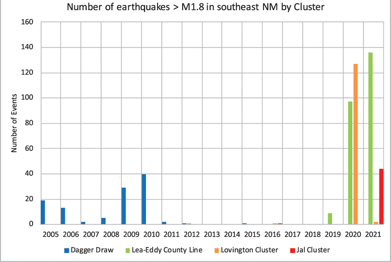 Number of earthquakes > M1.8 in southeast NM by Cluster
160
140
120
100
80
60
40
20
0
Number of Events
2005 2006 2007 2008 2009 2010 2011 2012 2013 2014 2015 2016 2017 2018 2019 2020 2021
Dagger Draw Lea-Eddy County Line Lovington Cluster Jal Cluster